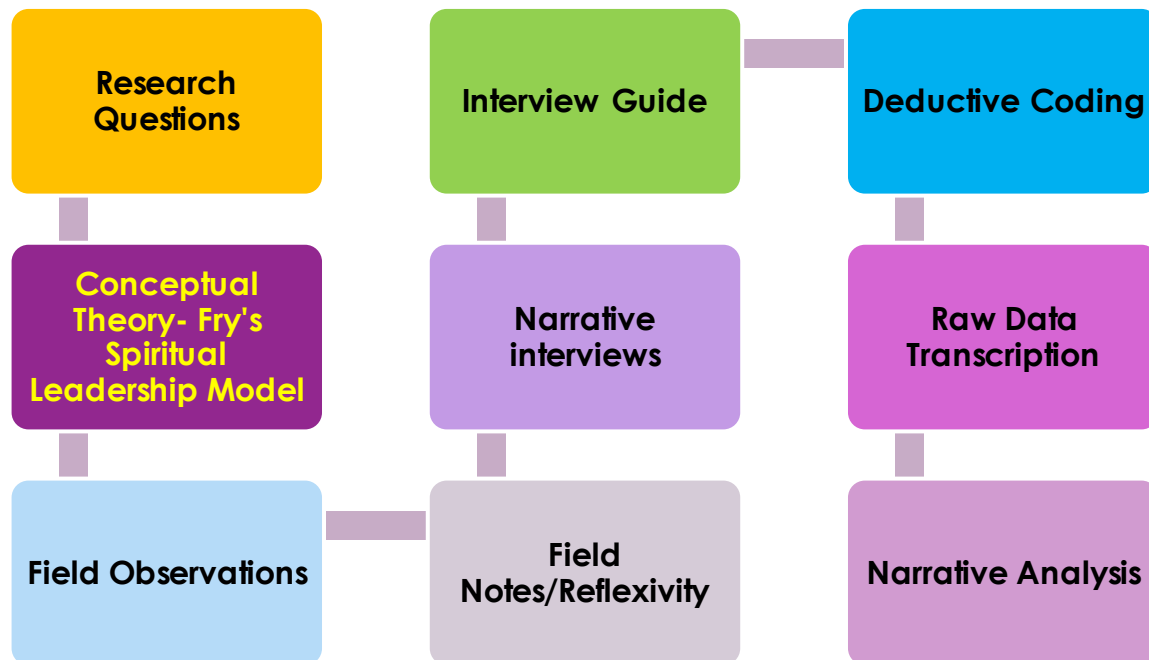 Research
Questions
Conceptual
Theory- Fry's
Spiritual
Leadership Model
Field Observations
Field
Notes/Reflexivity
Narrative
interviews
Interview Guide
Deductive Coding
Raw Data
Transcription
Narrative Analysis